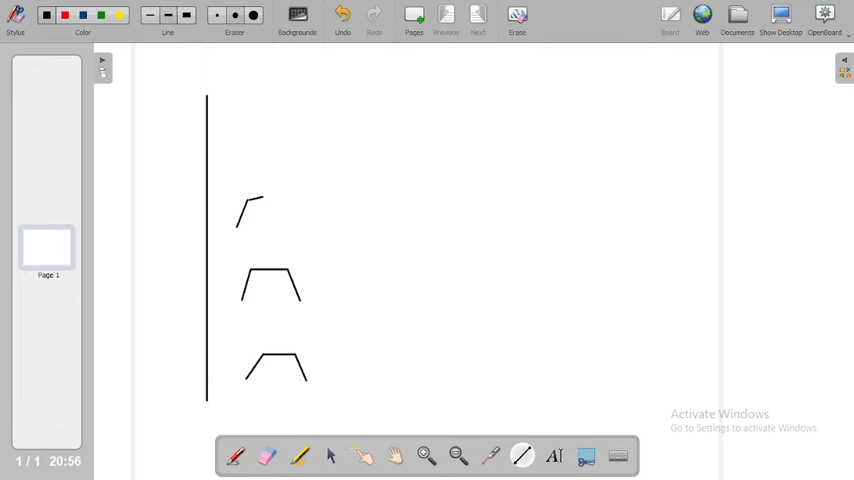 Stylus Color Line Eraser Backgrounds Undo Redo Pages Previous Next Erase Board Web Documents Show Desktop OpenBoard
Page 1
Activate Windows
Go to Settings to activate Windows.
1 / 1 20:56